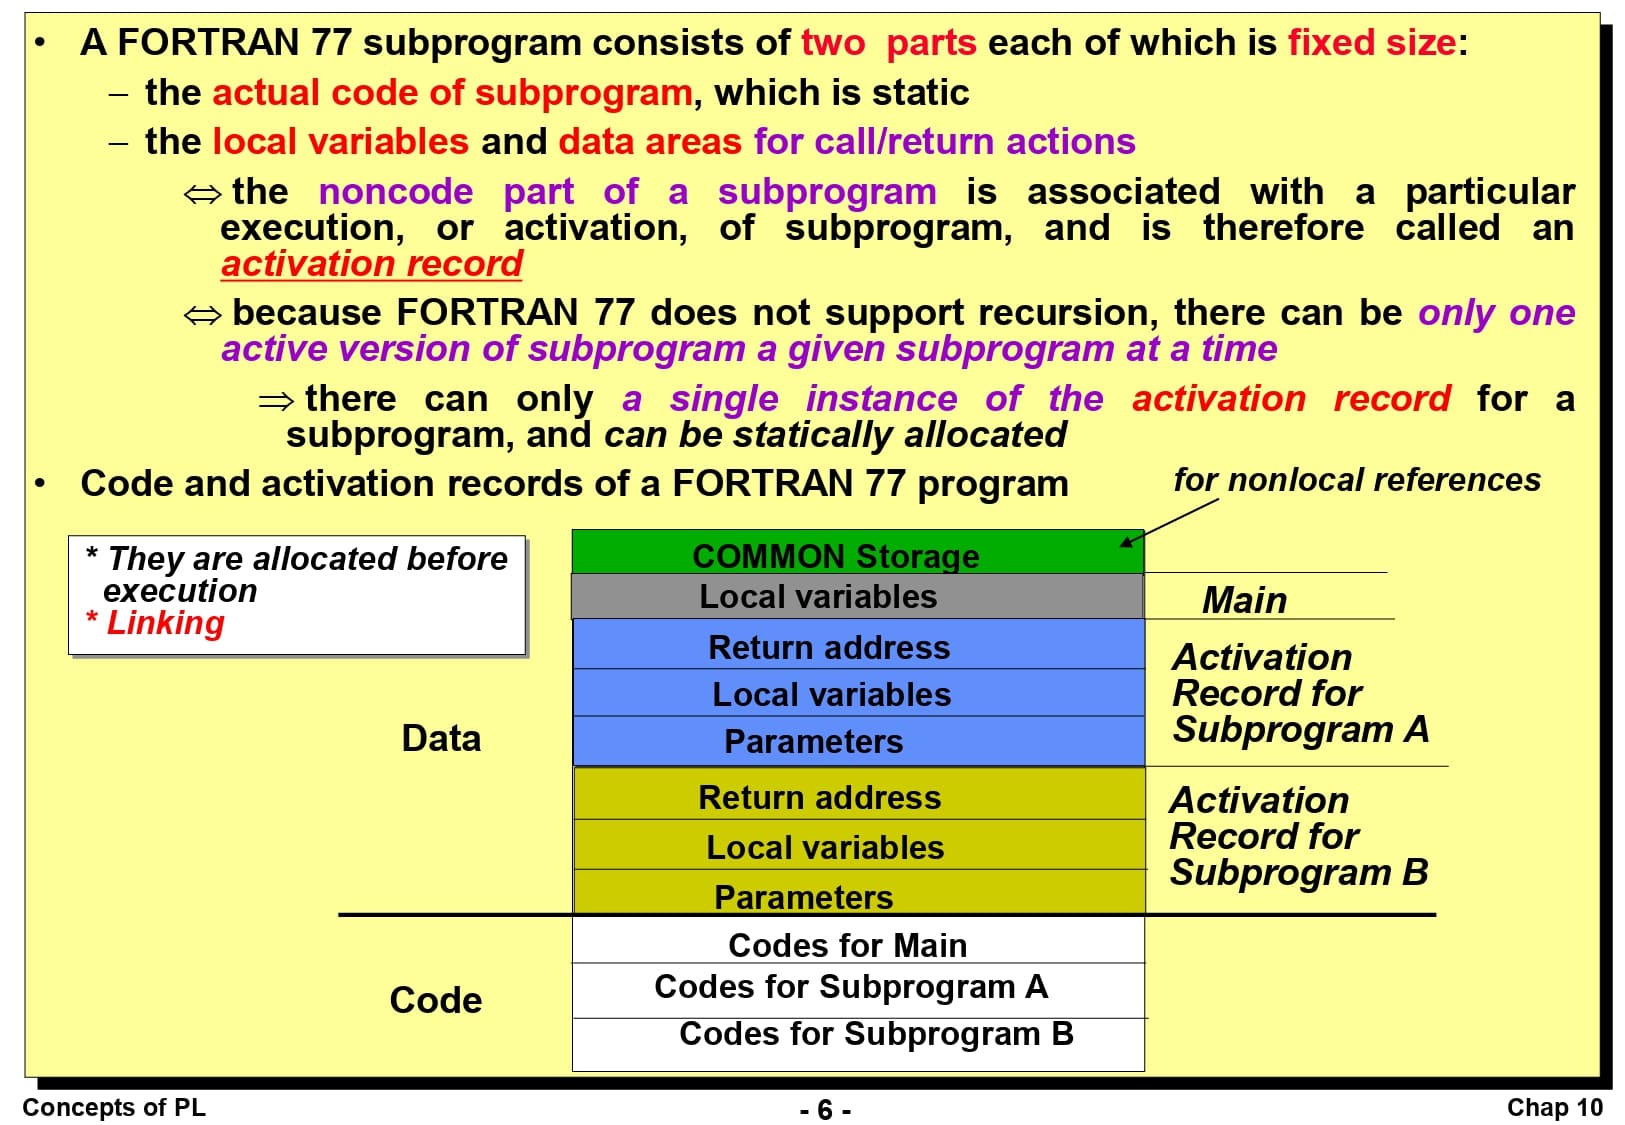 • A FORTRAN 77 subprogram consists of two parts each of which is fixed size:
– the actual code of subprogram, which is static
– the local variables and data areas for call/return actions
⇔ the noncode part of a subprogram is associated with a particular
execution, or activation, of subprogram, and is therefore called an
activation record
⇔ because FORTRAN 77 does not support recursion, there can be only one
active version of subprogram a given subprogram at a time
⇒ there can only a single instance of the activation record for a
subprogram, and can be statically allocated
• Code and activation records of a FORTRAN 77 program
for nonlocal references
* They are allocated before
execution
* Linking
COMMON Storage
Local variables
Main
Return address
Local variables
Parameters
Activation
Record for
Subprogram A
Data
Return address
Local variables
Parameters
Activation
Record for
Subprogram B
Codes for Main
Codes for Subprogram A
Codes for Subprogram B
Code
Concepts of PL
- 6 -
Chap 10